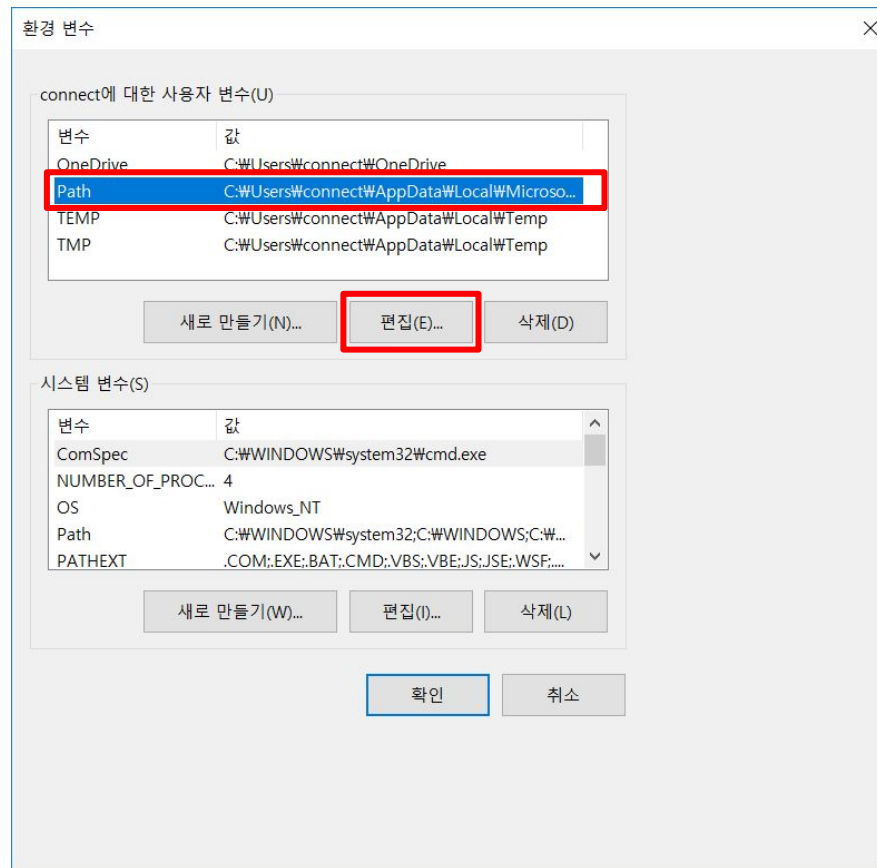 환경 변수
connect에 대한 사용자 변수(U)
변수 값
OneDrive C:₩Users₩connect₩OneDrive
Path C:₩Users₩connect₩AppData₩Local₩Microso...
TEMP C:₩Users₩connect₩AppData₩Local₩Temp
TMP C:₩Users₩connect₩AppData₩Local₩Temp
새로 만들기(N)... 편집(E)... 삭제(D)
시스템 변수(S)
변수 값
ComSpec C:₩WINDOWS₩system32₩cmd.exe
NUMBER_OF_PROC... 4
OS Windows_NT
Path C:₩WINDOWS₩system32;C:₩WINDOWS;C:₩...
PATHEXT .COM;.EXE;.BAT;.CMD;.VBS;.VBE;.JS;.JSE;.WSF;....
새로 만들기(W)... 편집(I)... 삭제(L)
확인 취소